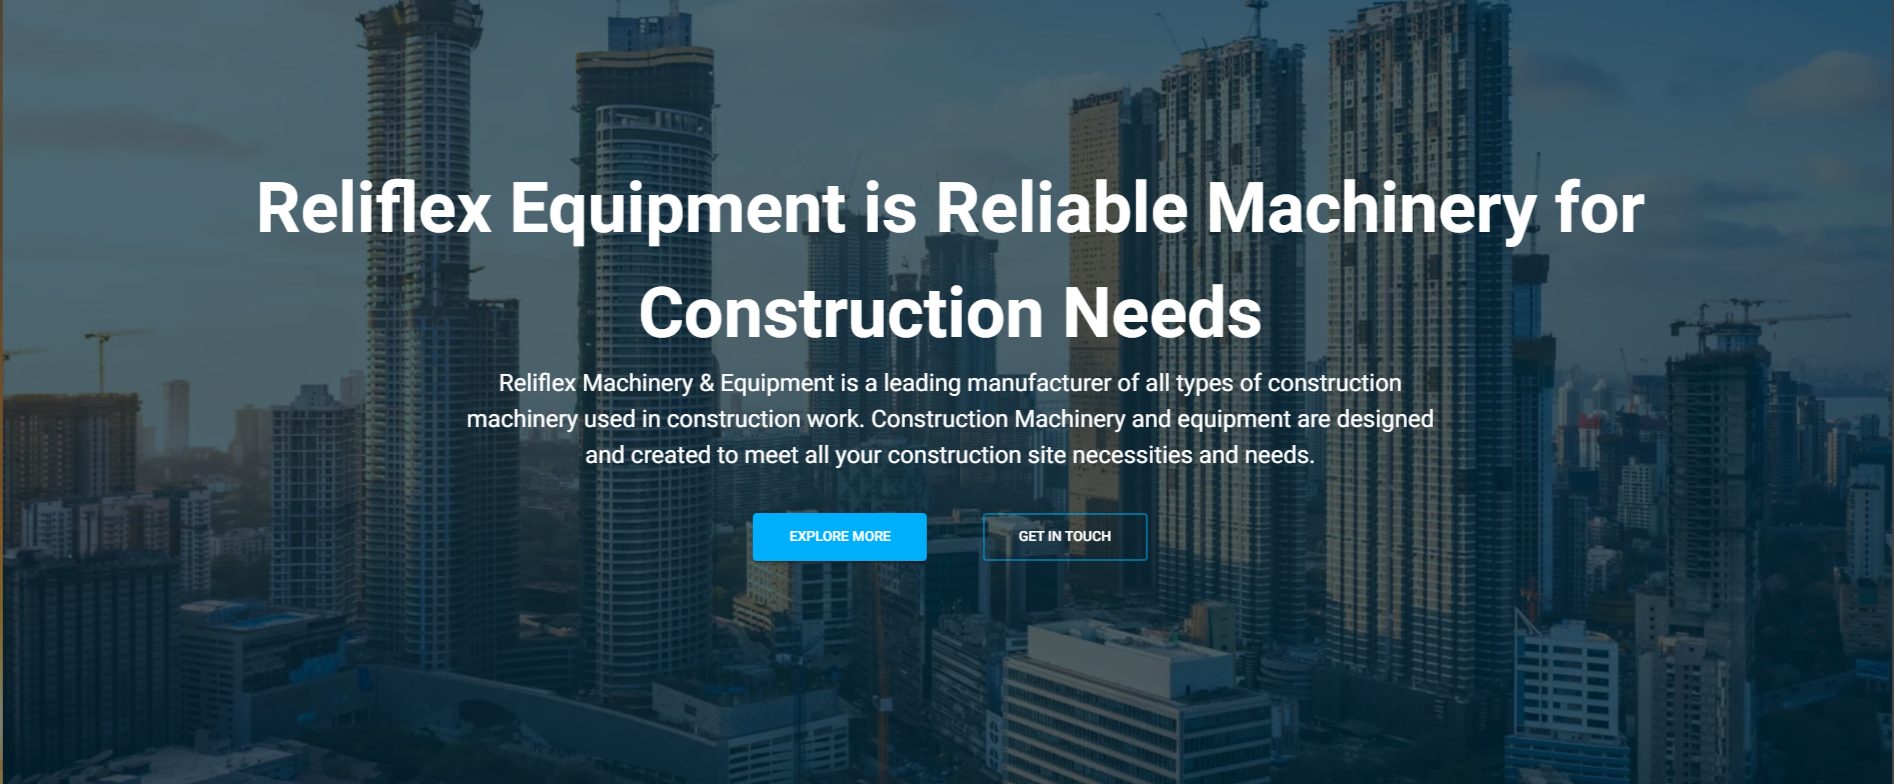 Reliflex Equipment is Reliable Machinery for
Construction Needs
Reliflex Machinery & Equipment is a leading manufacturer of all types of construction
machinery used in construction work. Construction Machinery and equipment are designed
and created to meet all your construction site necessities and needs.
EXPLORE MORE
GET IN TOUCH